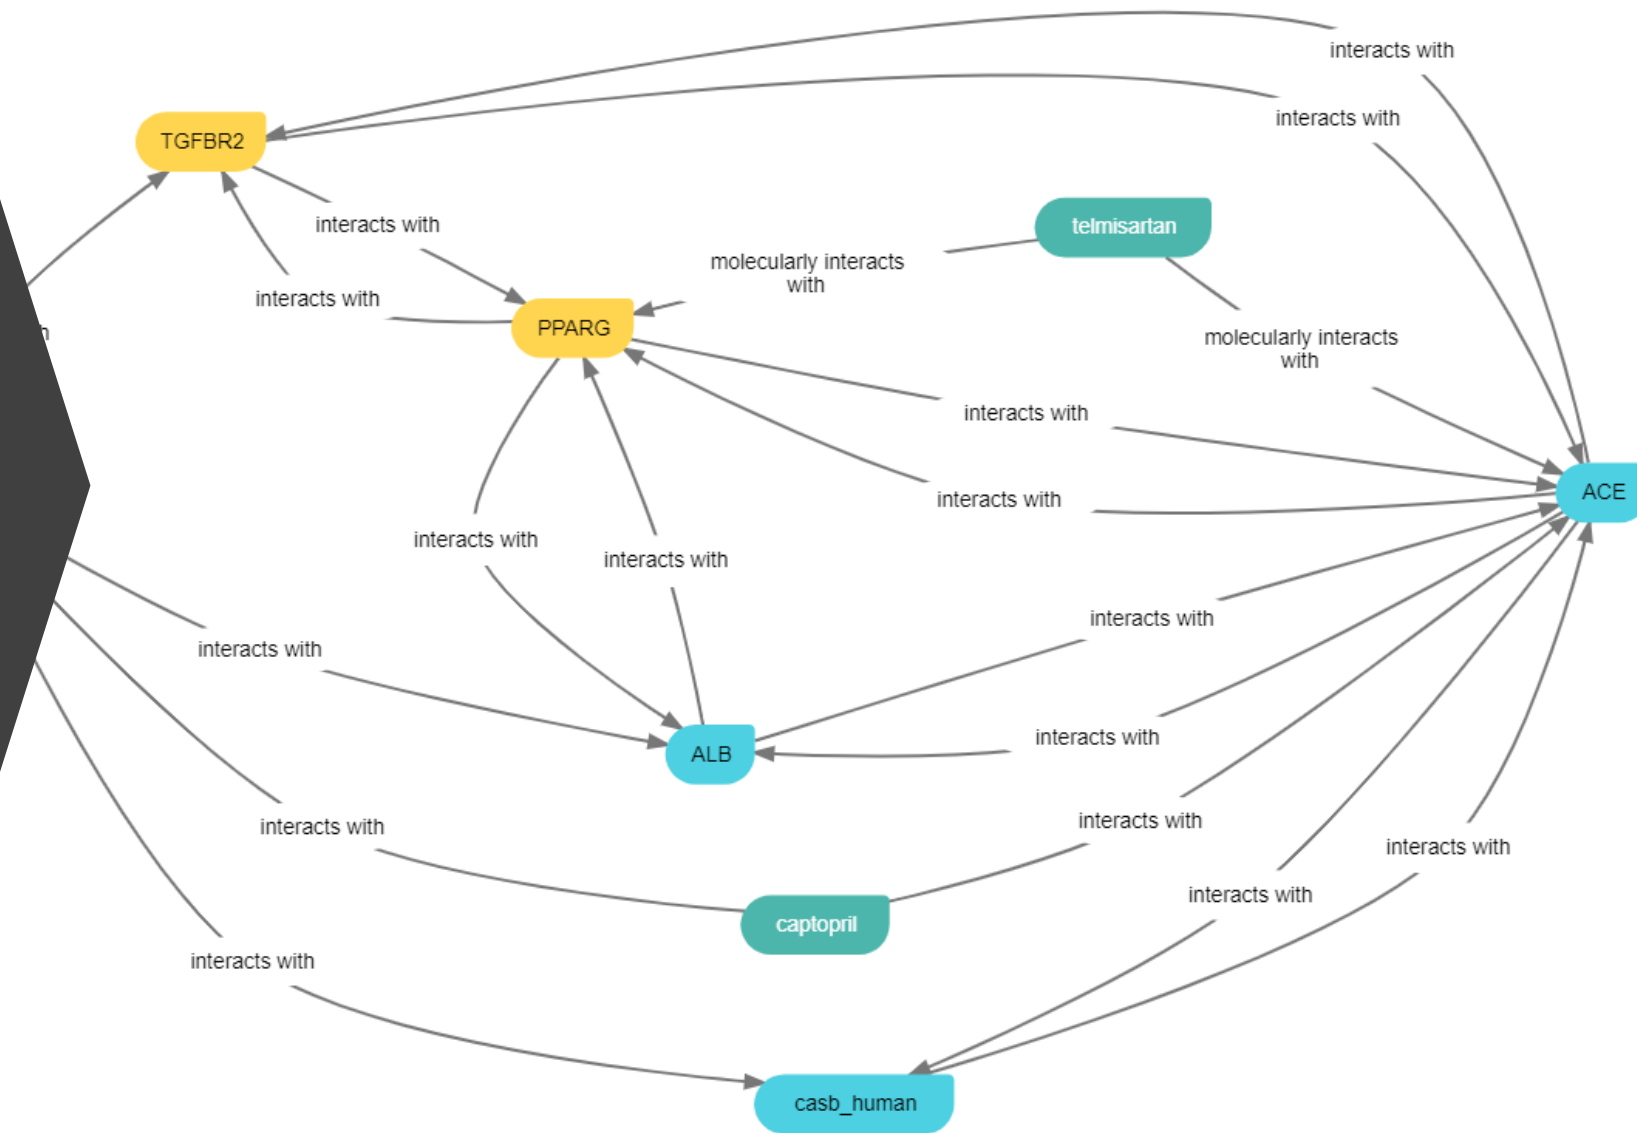 interacts with
interacts with
TGFBR2
interacts with
telmisartan
molecularly interacts
with
interacts with
PPARG
h
molecularly interacts
with
interacts with
ACE
interacts with
interacts with
interacts with
interacts with
interacts with
interacts with
ALB
interacts with
interacts with
interacts with
interacts with
captopril
interacts with
casb_human